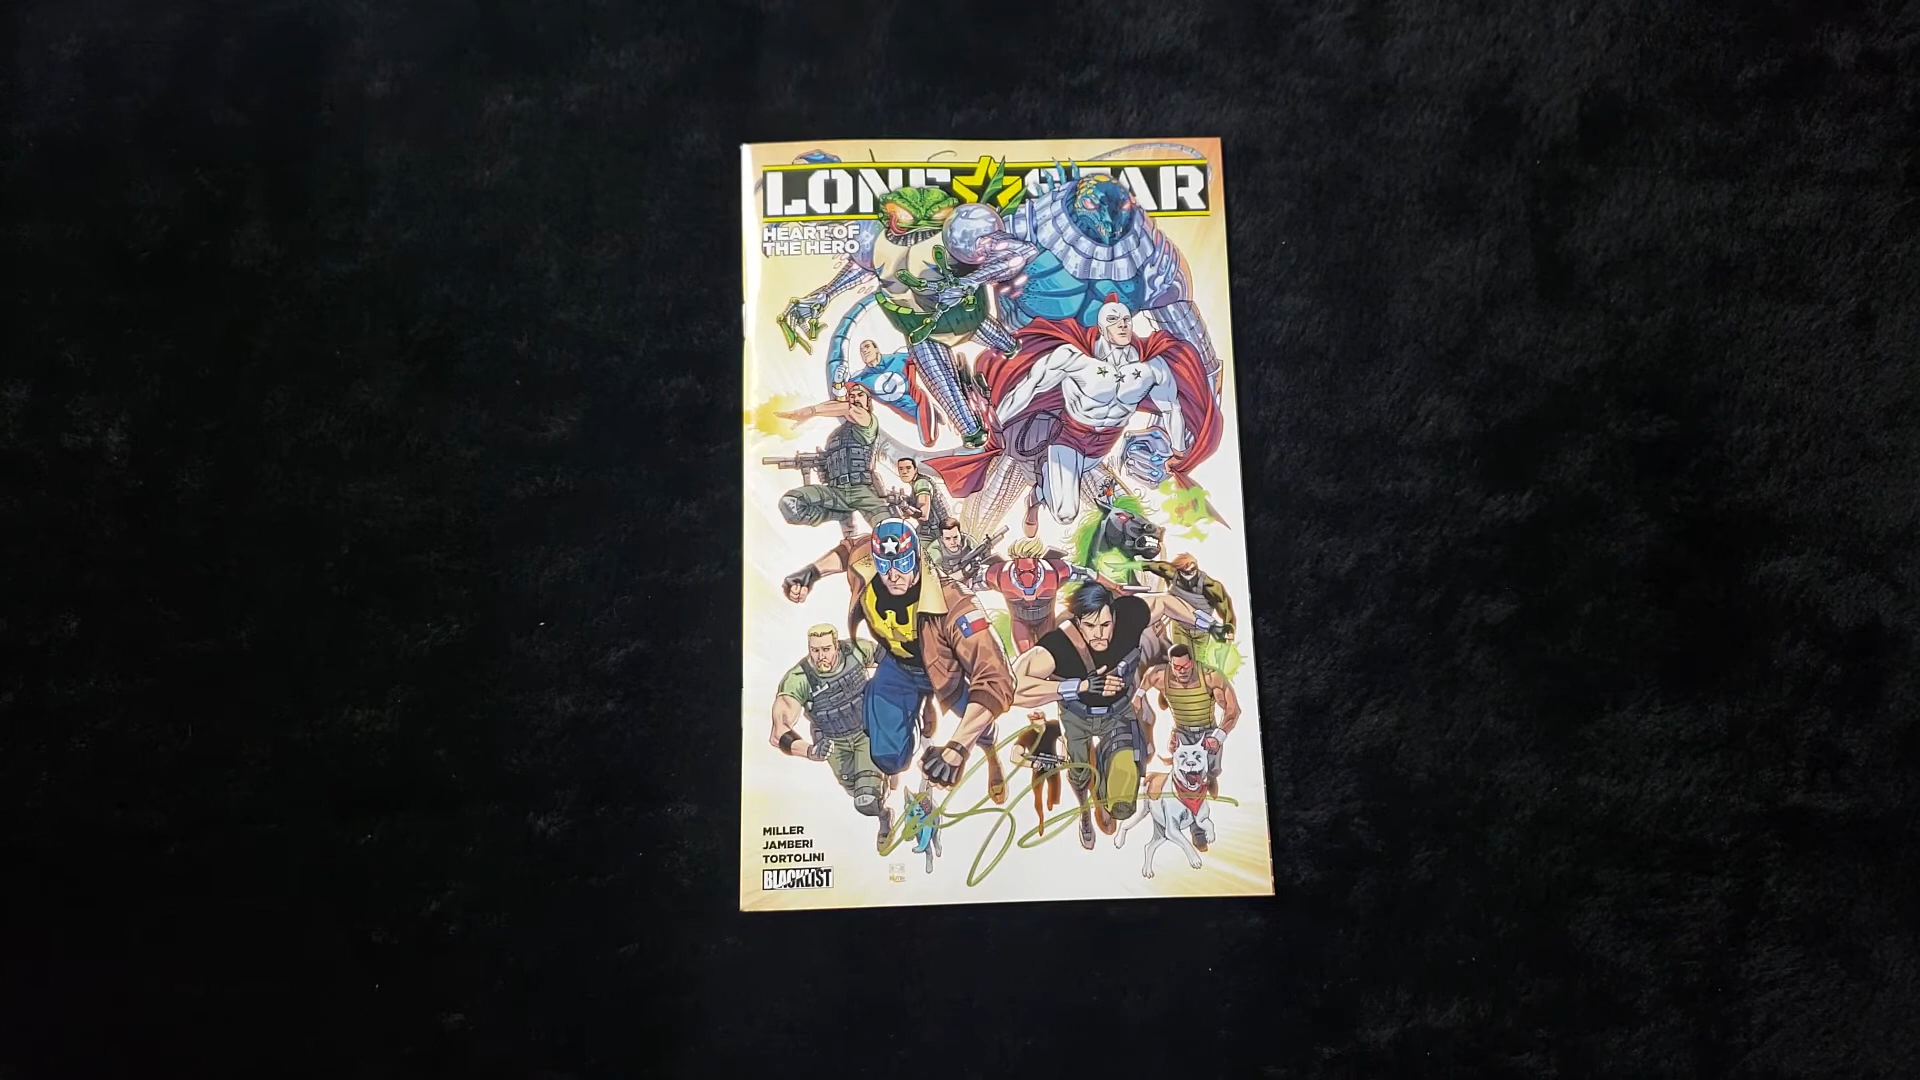 LONE STAR
HEART OF
THE HERO
MILLER
JAMBERI
TORTOLINI
BLACKLIST